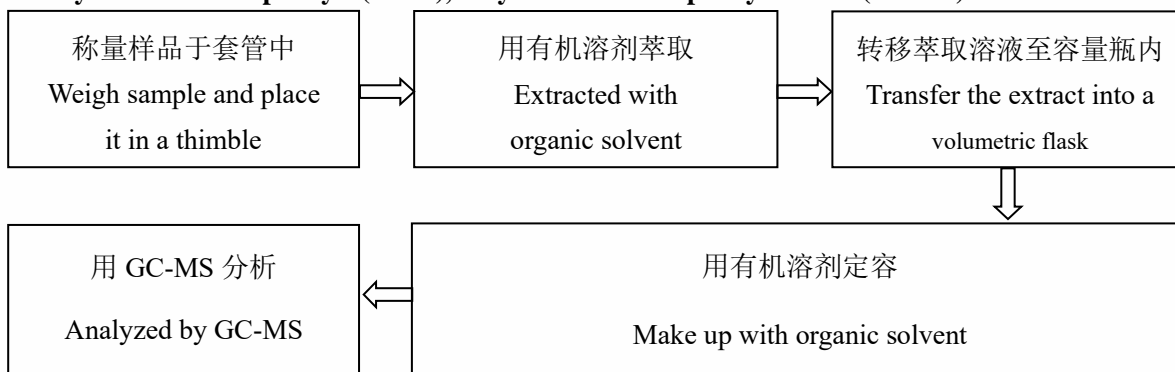 称量样品于套管中
Weigh sample and place
it in a thimble
用有机溶剂萃取
Extracted with
organic solvent
转移萃取溶液至容量瓶内
Transfer the extract into a
volumetric flask
用 GC-MS 分析
Analyzed by GC-MS
用有机溶剂定容
Make up with organic solvent